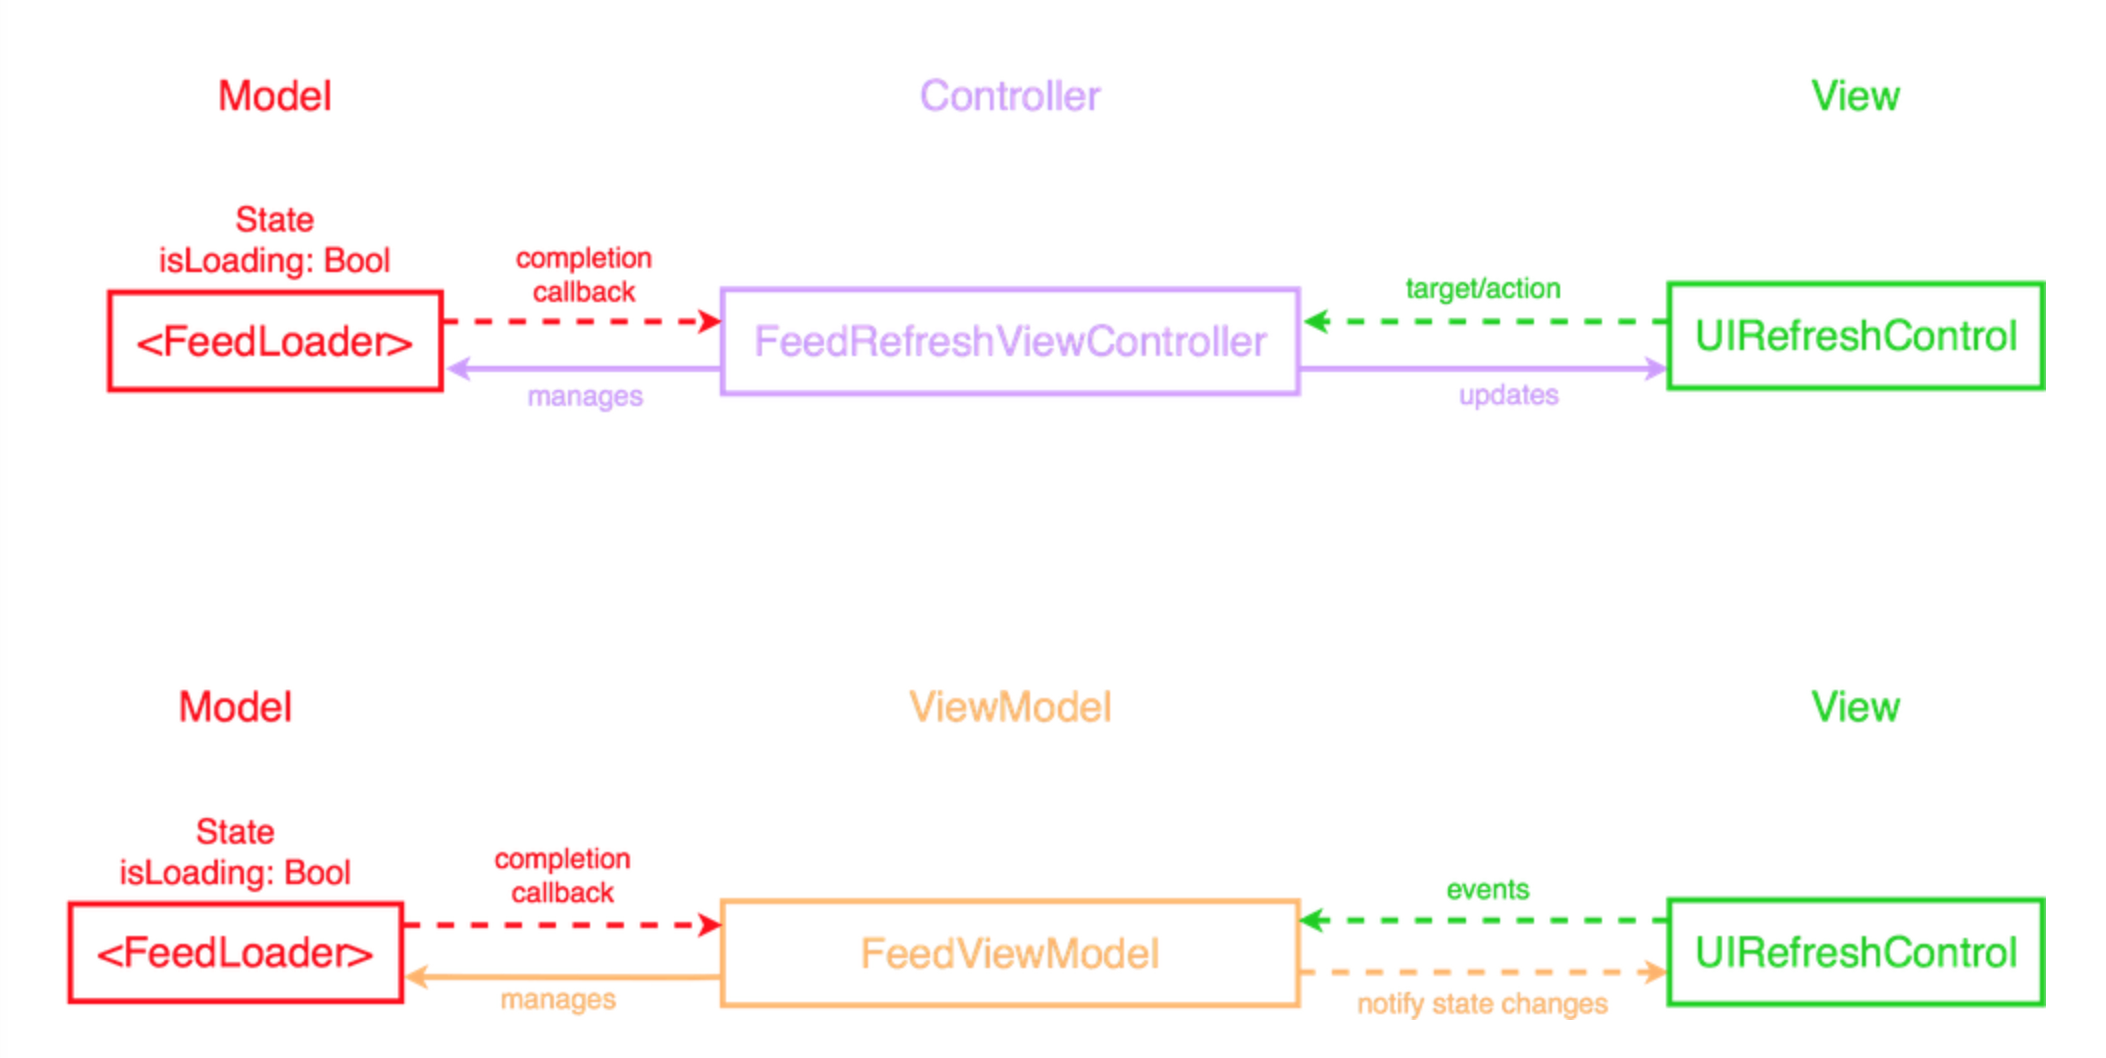 Model
Controller
View
State
isLoading: Bool
completion
callback
target/action
<FeedLoader>
FeedRefreshViewController
UIRefreshControl
manages
updates
Model
ViewModel
View
State
isLoading: Bool
completion
callback
events
<FeedLoader>
FeedViewModel
UIRefreshControl
manages
notify state changes